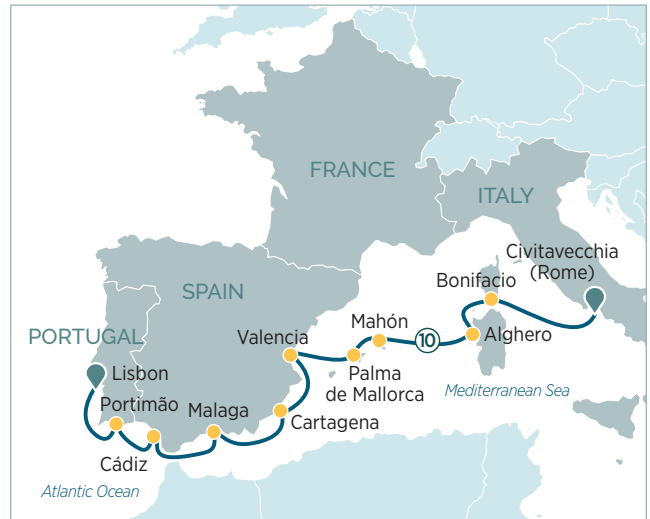 FRANCE
ITALY
Civitavecchia
(Rome)
SPAIN
Bonifacio
Mahón
PORTUGAL
Valencia
10
Alghero
Lisbon
Palma
de Mallorca
Mediterranean Sea
Portimão
Malaga
Cartagena
Cádiz
Atlantic Ocean